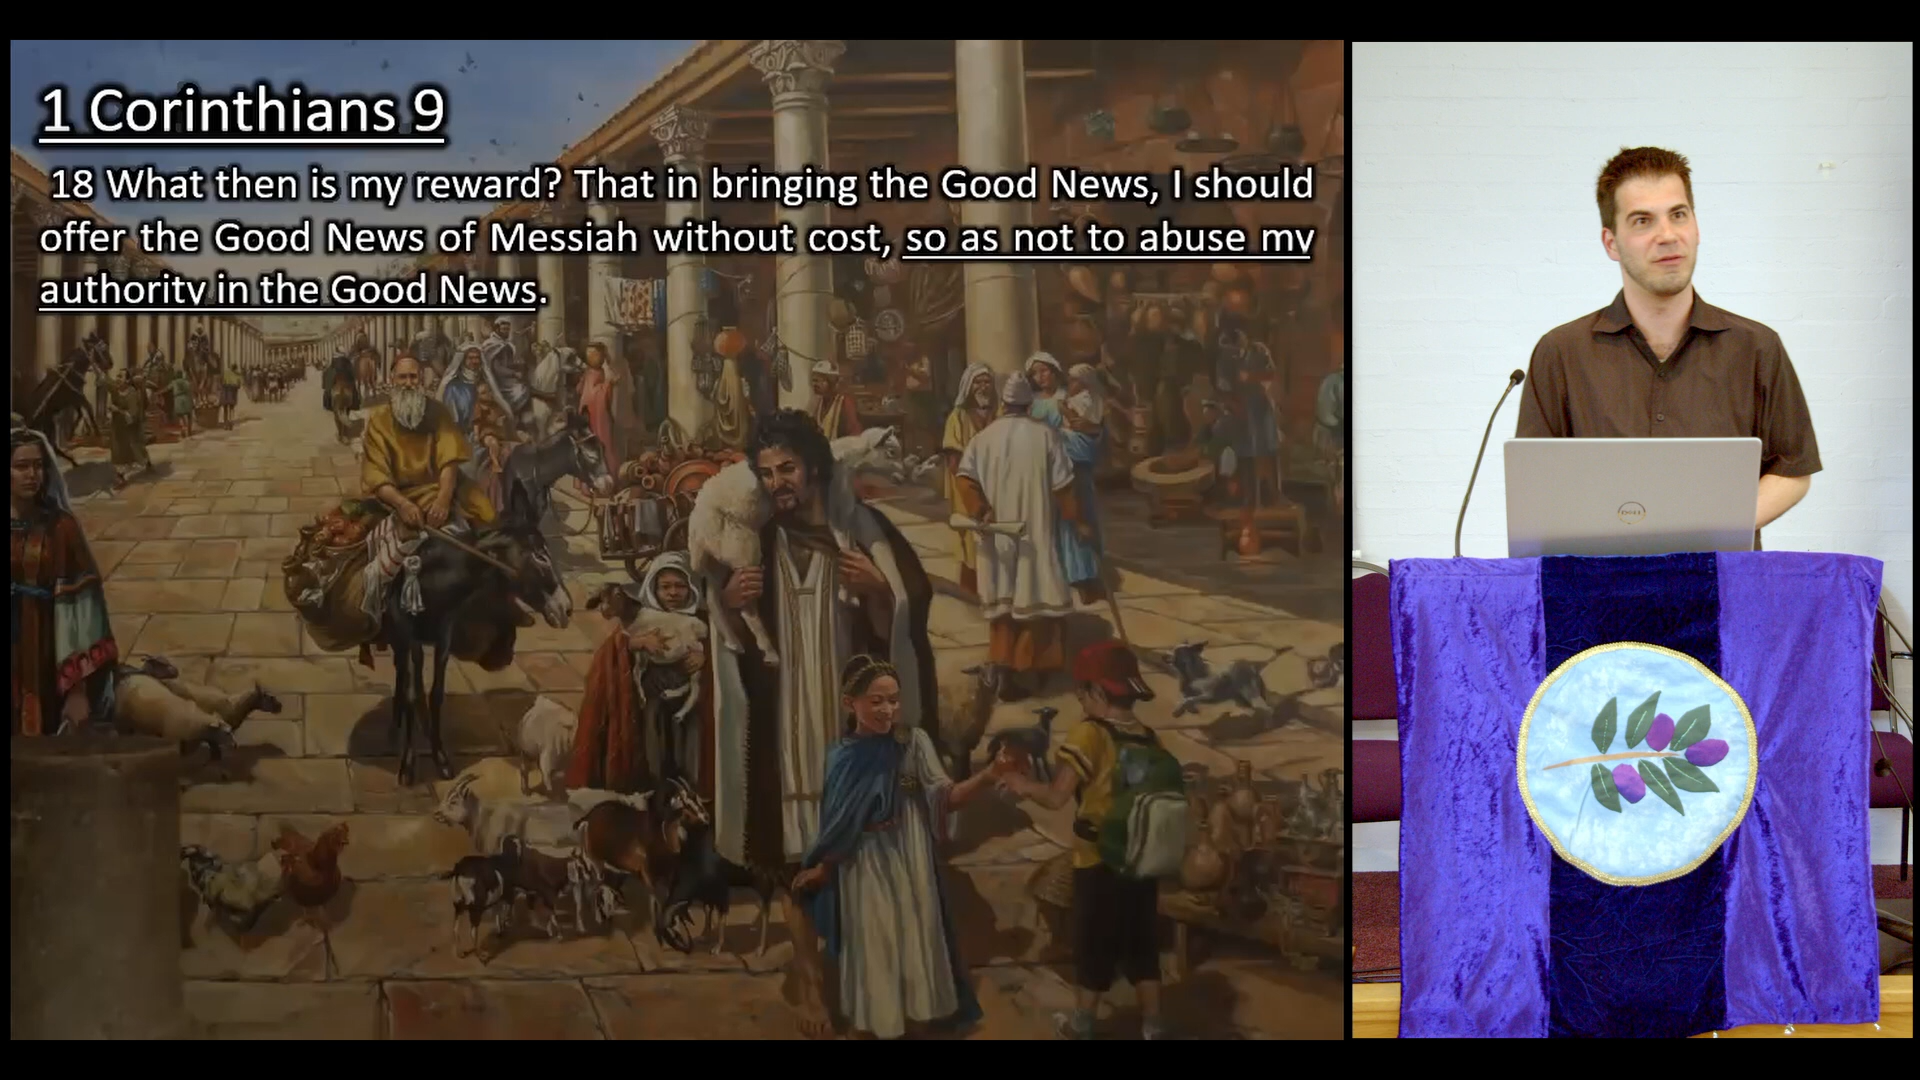 1 Corinthians 9
18 What then is my reward? That in bringing the Good News, I should
offer the Good News of Messiah without cost, so as not to abuse my
authority in the Good News.
DELL